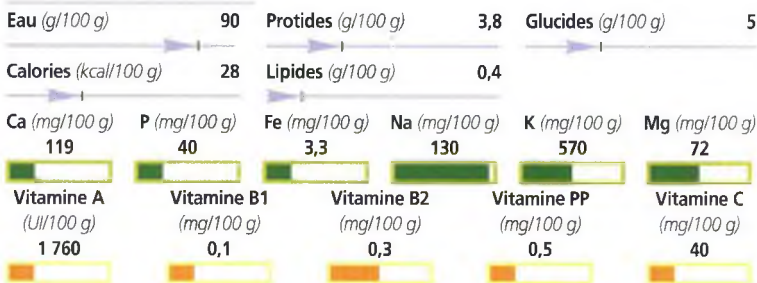 Eau (g/100 g) 90 Protides (g/100 g) 3,8 Glucides (g/100 g) 5
Calories (kcal/100 g) 28 Lipides (g/100 g) 0,4
Ca (mg/100 g) P (mg/100 g) Fe (mg/100 g) Na (mg/100 g) K (mg/100 g) Mg (mg/100 g)
119 40 3,3 130 570 72
Vitamine A Vitamine B1 Vitamine B2 Vitamine PP Vitamine C
(UI/100 g) (mg/100 g) (mg/100 g) (mg/100 g) (mg/100 g)
1 760 0,1 0,3 0,5 40